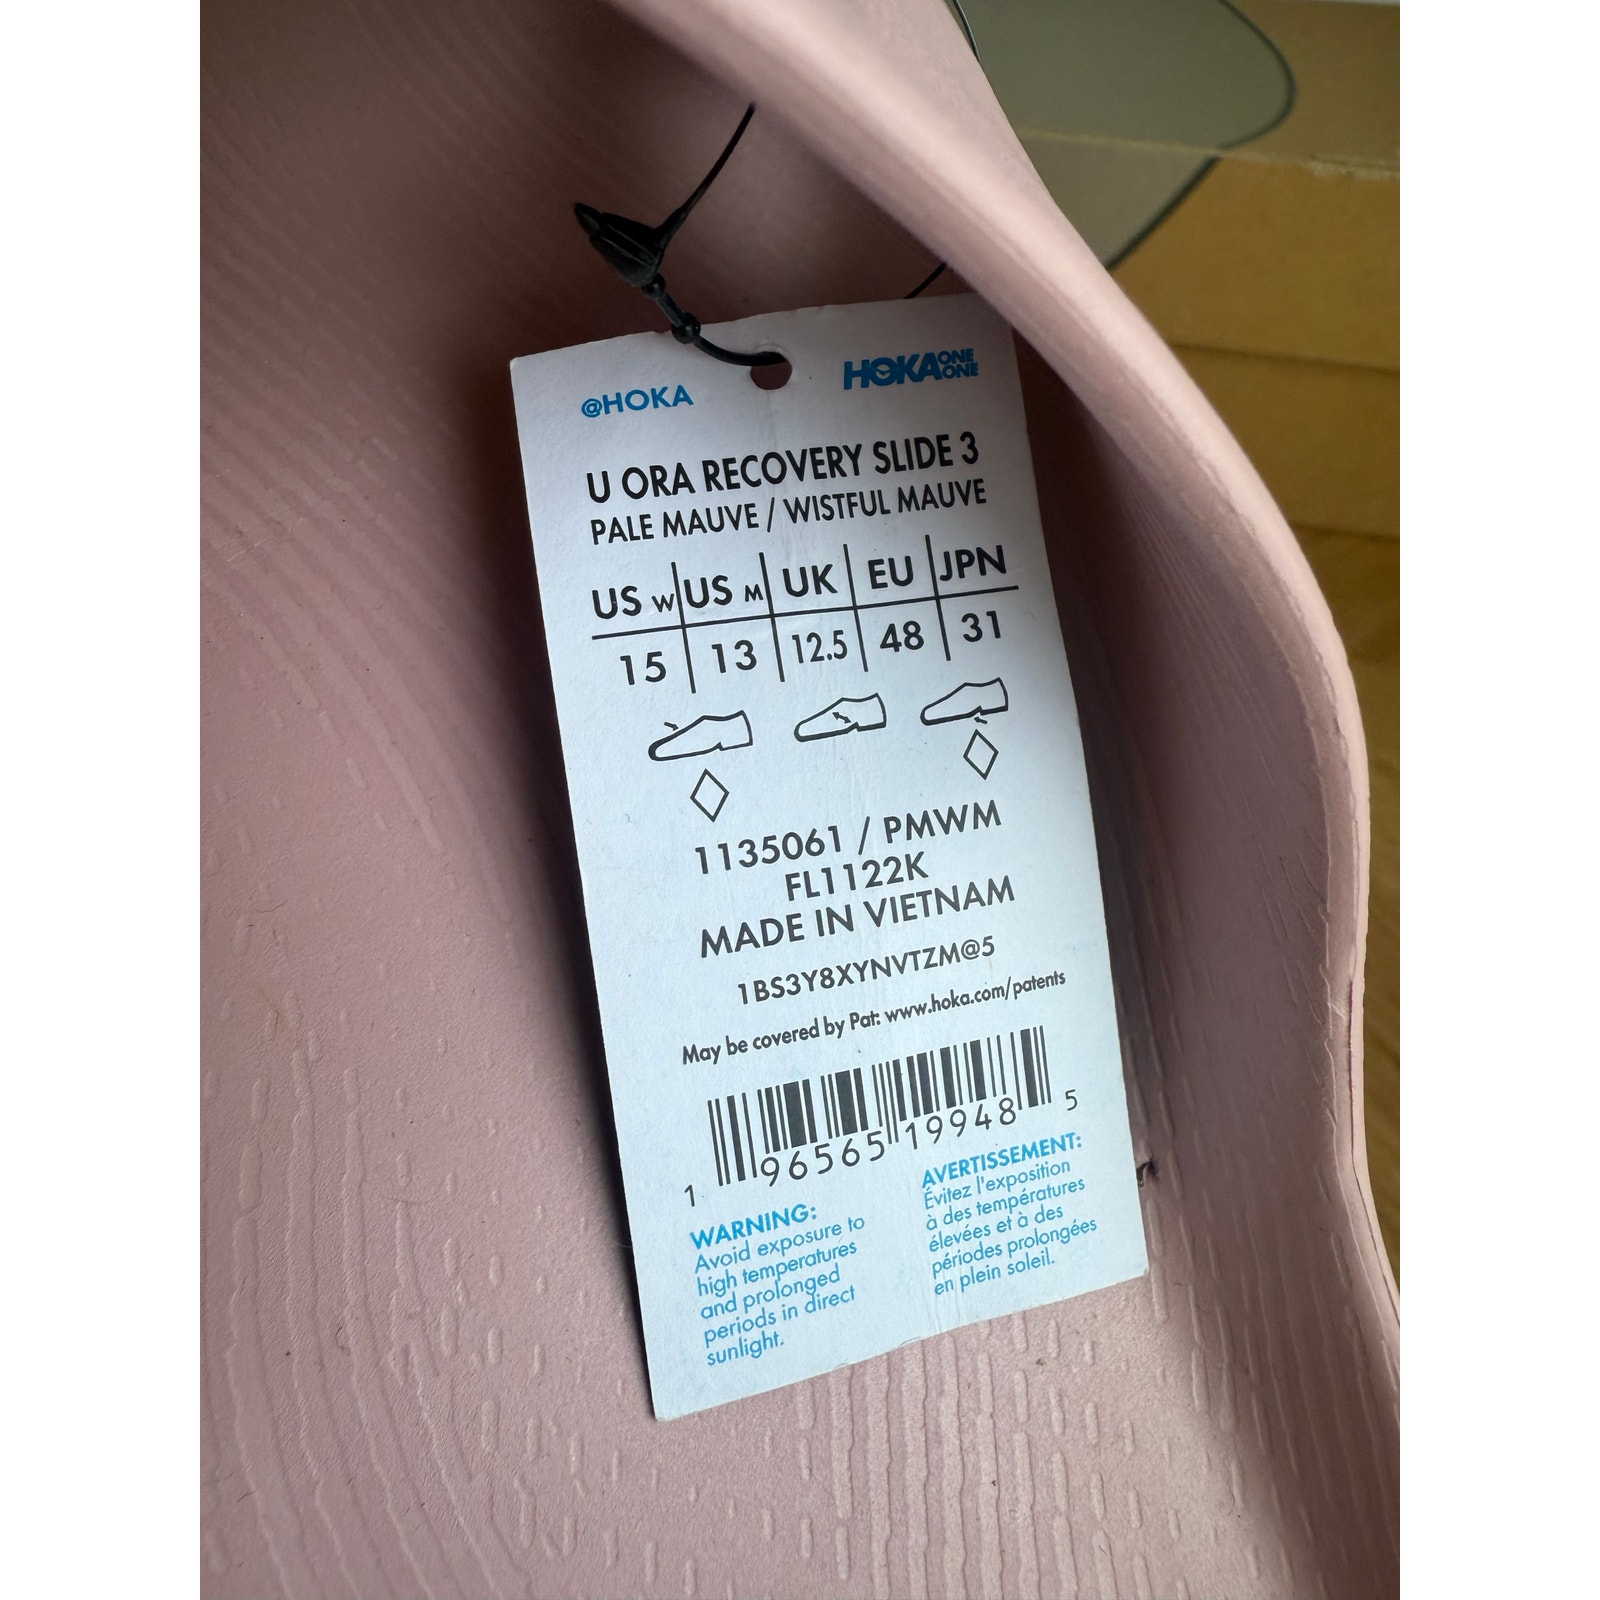 @HOKA
HOKA ONE ONE
U ORA RECOVERY SLIDE 3
PALE MAUVE / WISTFUL MAUVE
US W US M UK EU JPN
15 13 12.5 48 31
1135061 / PMWM
FL1122K
MADE IN VIETNAM
1BS3Y8XYNVTZM@5
May be covered by Pat: www.hoka.com/patents
1 96565 19948 5
WARNING:
Avoid exposure to
high temperatures
and prolonged
periods in direct
sunlight.
AVERTISSEMENT:
Évitez l'exposition
à des températures
élevées et à des
périodes prolongées
en plein soleil.